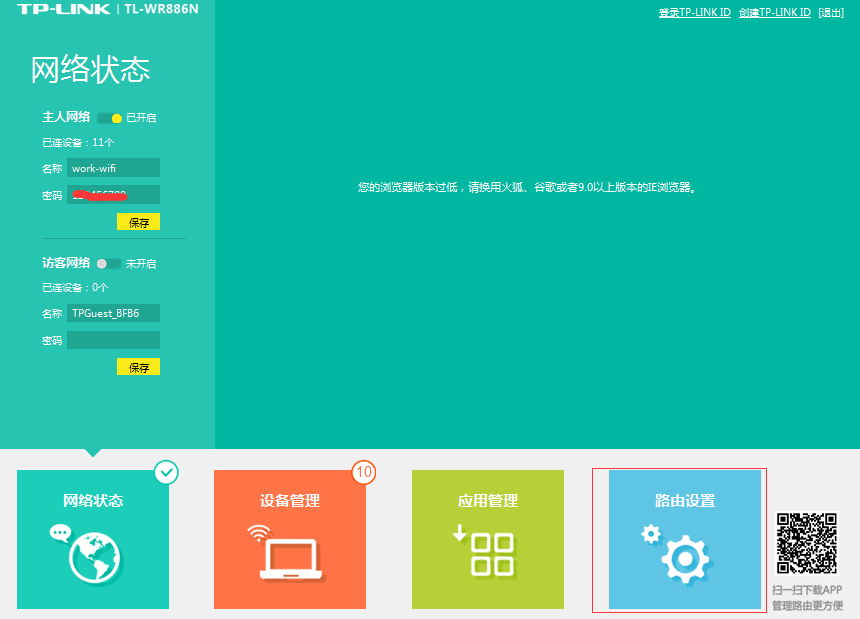 TP-LINK | TL-WR886N
登录TP-LINK ID 创建TP-LINK ID [退出]
网络状态
主人网络 已开启
已连设备：11个
名称 work-wifi
密码
保存
访客网络 未开启
已连设备：0个
名称 TPGuest_BFB6
密码
保存
您的浏览器版本过低，请换用火狐、谷歌或者9.0以上版本的IE浏览器。
网络状态
设备管理
10
应用管理
路由设置
扫一扫下载APP
管理路由更方便